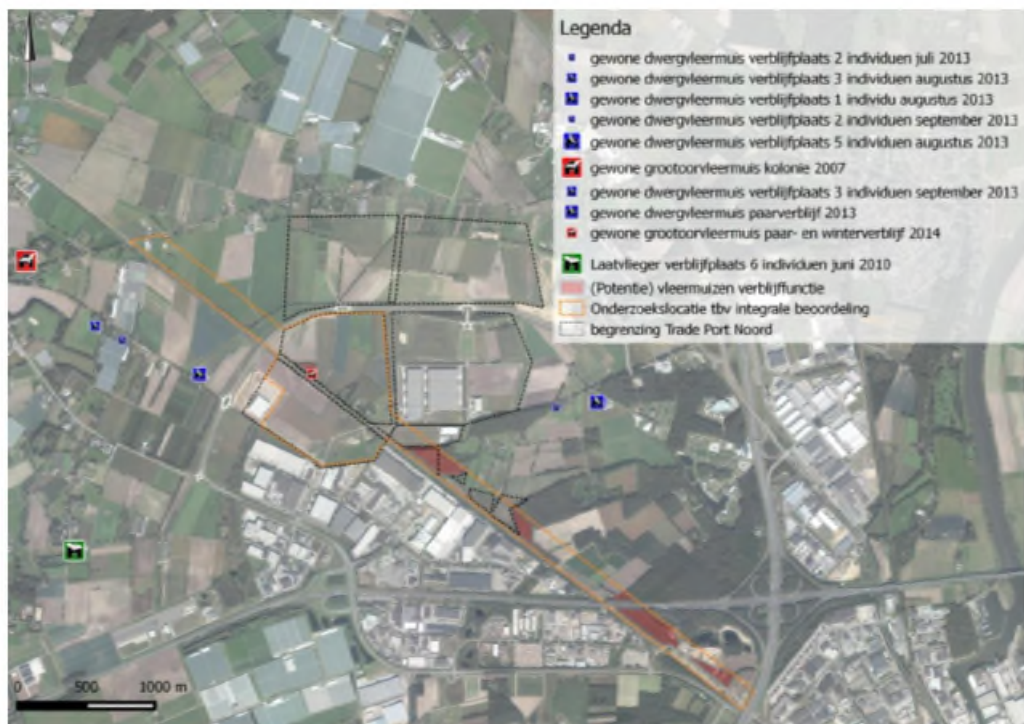 Legenda
gewone dwergvleermuis verblijfplaats 2 individuen juli 2013
gewone dwergvleermuis verblijfplaats 3 individuen augustus 2013
gewone dwergvleermuis verblijfplaats 1 individu augustus 2013
gewone dwergvleermuis verblijfplaats 2 individuen september 2013
gewone dwergvleermuis verblijfplaats 5 individuen augustus 2013
gewone grootoorvleermuis kolonie 2007
gewone dwergvleermuis verblijfplaats 3 individuen september 2013
gewone dwergvleermuis paarverblijf 2013
gewone grootoorvleermuis paar- en winterverblijf 2014
Laatvlieger verblijfplaats 6 individuen juni 2010
(Potentie) vleermuizen verblijffunctie
Onderzoekslocatie tbv integrale beoordeling
begrenzing Trade Port Noord
0 500 1000 m